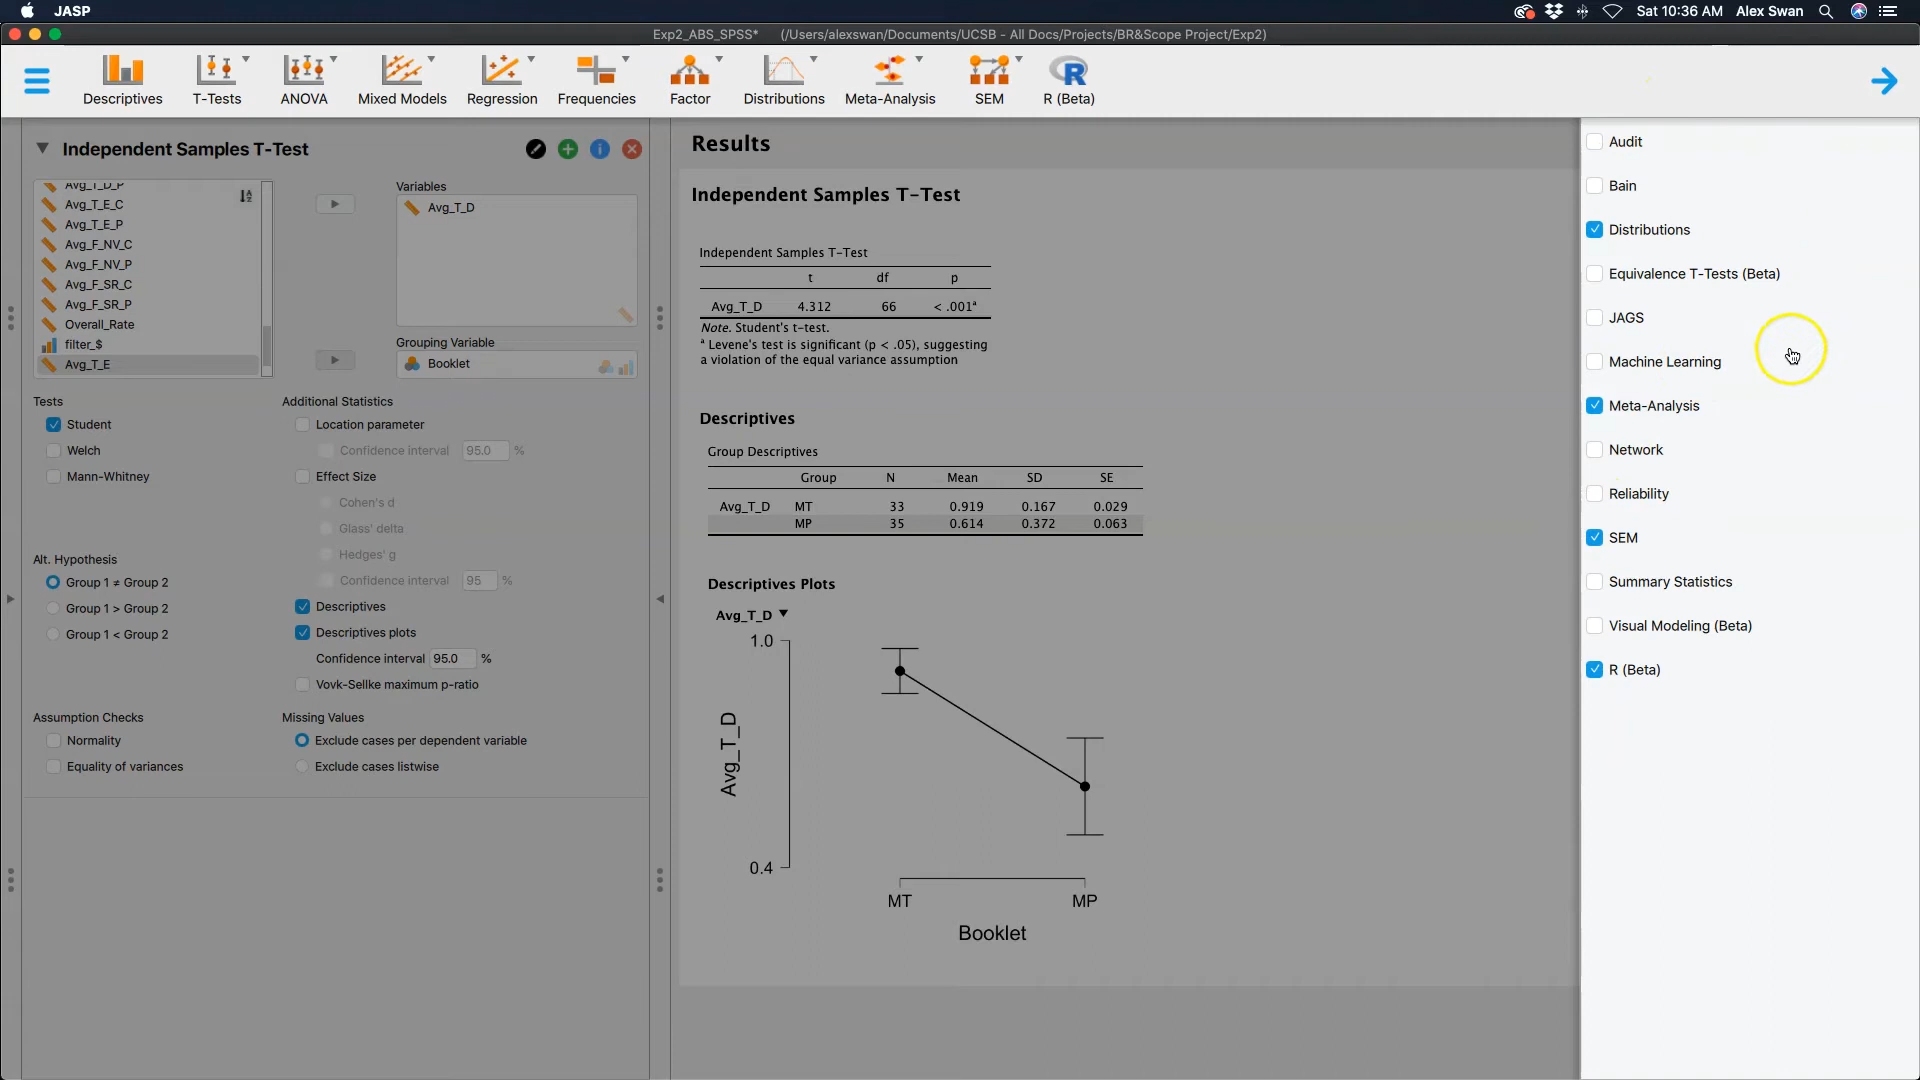 JASP
Sat 10:36 AM Alex Swan
Exp2_ABS_SPSS* (/Users/alexswan/Documents/UCSB - All Docs/Projects/BR&Scope Project/Exp2)
Descriptives
T-Tests
ANOVA
Mixed Models
Regression
Frequencies
Factor
Distributions
Meta-Analysis
SEM
R (Beta)
Independent Samples T-Test
Avg_T_D_P
Avg_T_E_C
Avg_T_E_P
Avg_F_NV_C
Avg_F_NV_P
Avg_F_SR_C
Avg_F_SR_P
Overall_Rate
filter_$
Avg_T_E
Variables
Avg_T_D
Grouping Variable
Booklet
Tests
Student
Welch
Mann-Whitney
Alt. Hypothesis
Group 1 ≠ Group 2
Group 1 > Group 2
Group 1 < Group 2
Assumption Checks
Normality
Equality of variances
Additional Statistics
Location parameter
Confidence interval 95.0 %
Effect Size
Cohen's d
Glass' delta
Hedges' g
Confidence interval 95 %
Descriptives
Descriptives plots
Confidence interval 95.0 %
Vovk-Sellke maximum p-ratio
Missing Values
Exclude cases per dependent variable
Exclude cases listwise
Results
Independent Samples T-Test
Independent Samples T-Test
t df p
Avg_T_D 4.312 66 < .001ª
Note. Student's t-test.
ª Levene's test is significant (p < .05), suggesting
a violation of the equal variance assumption
Descriptives
Group Descriptives
Group N Mean SD SE
Avg_T_D MT 33 0.919 0.167 0.029
MP 35 0.614 0.372 0.063
Descriptives Plots
Avg_T_D
1.0
0.4
Avg_T_D
MT MP
Booklet
Audit
Bain
Distributions
Equivalence T-Tests (Beta)
JAGS
Machine Learning
Meta-Analysis
Network
Reliability
SEM
Summary Statistics
Visual Modeling (Beta)
R (Beta)